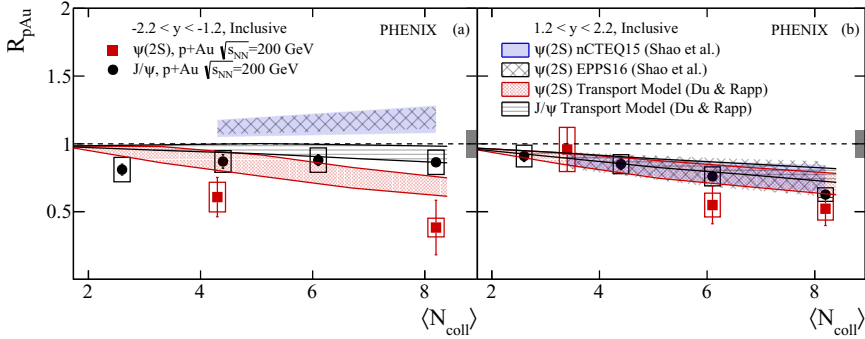 R_pAu
2
1.5
1
0.5
-2.2 < y < -1.2, Inclusive
PHENIX (a)
ψ(2S), p+Au √s_NN=200 GeV
J/ψ, p+Au √s_NN=200 GeV
1.2 < y < 2.2, Inclusive
PHENIX (b)
ψ(2S) nCTEQ15 (Shao et al.)
ψ(2S) EPPS16 (Shao et al.)
ψ(2S) Transport Model (Du & Rapp)
J/ψ Transport Model (Du & Rapp)
2 4 6 8
⟨N_coll⟩
2 4 6 8
⟨N_coll⟩